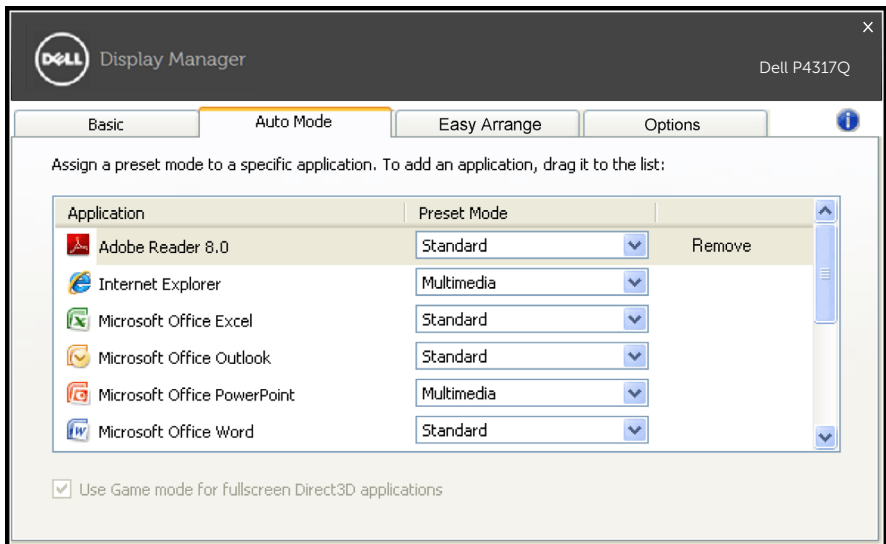 DELL Display Manager
X
Dell P4317Q
Basic Auto Mode Easy Arrange Options i
Assign a preset mode to a specific application. To add an application, drag it to the list:
Application Preset Mode
Adobe Reader 8.0 Standard Remove
Internet Explorer Multimedia
Microsoft Office Excel Standard
Microsoft Office Outlook Standard
Microsoft Office PowerPoint Multimedia
Microsoft Office Word Standard
Use Game mode for fullscreen Direct3D applications